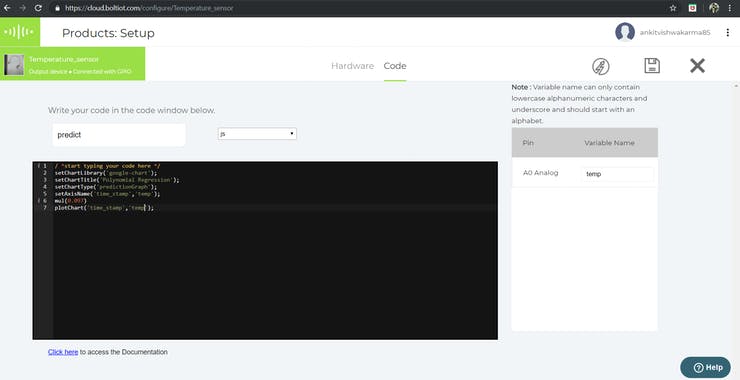 https://cloud.boltiot.com/configure/Temperature_sensor
Products: Setup
ankitvishwakarma85
Temperature_sensor
Output device • Connected with GPIO
Hardware
Code
Write your code in the code window below.
predict
js
1 / *start typing your code here */
2 setChartLibrary('google-chart');
3 setChartTitle('Polynomial Regression');
4 setChartType('predictionGraph');
5 setAxisName('time_stamp','temp');
6 mul(0.097)
7 plotChart('time_stamp','temp');
Note : Variable name can only contain
lowercase alphanumeric characters and
underscore and should start with an
alphabet.
Pin Variable Name
A0 Analog temp
Click here to access the Documentation
Help